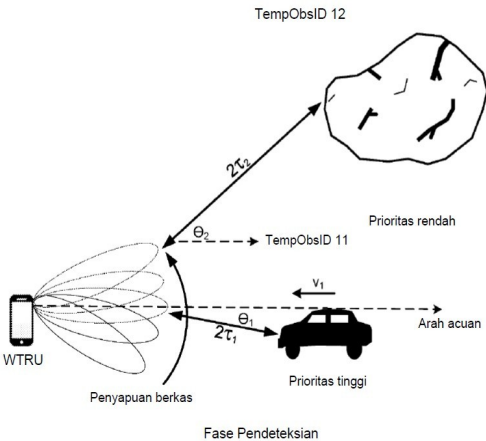 TempObsID 12
2τ₂
Prioritas rendah
θ₂
TempObsID 11
v₁
Arah acuan
θ₁
2τ₁
WTRU
Prioritas tinggi
Penyapuan berkas
Fase Pendeteksian